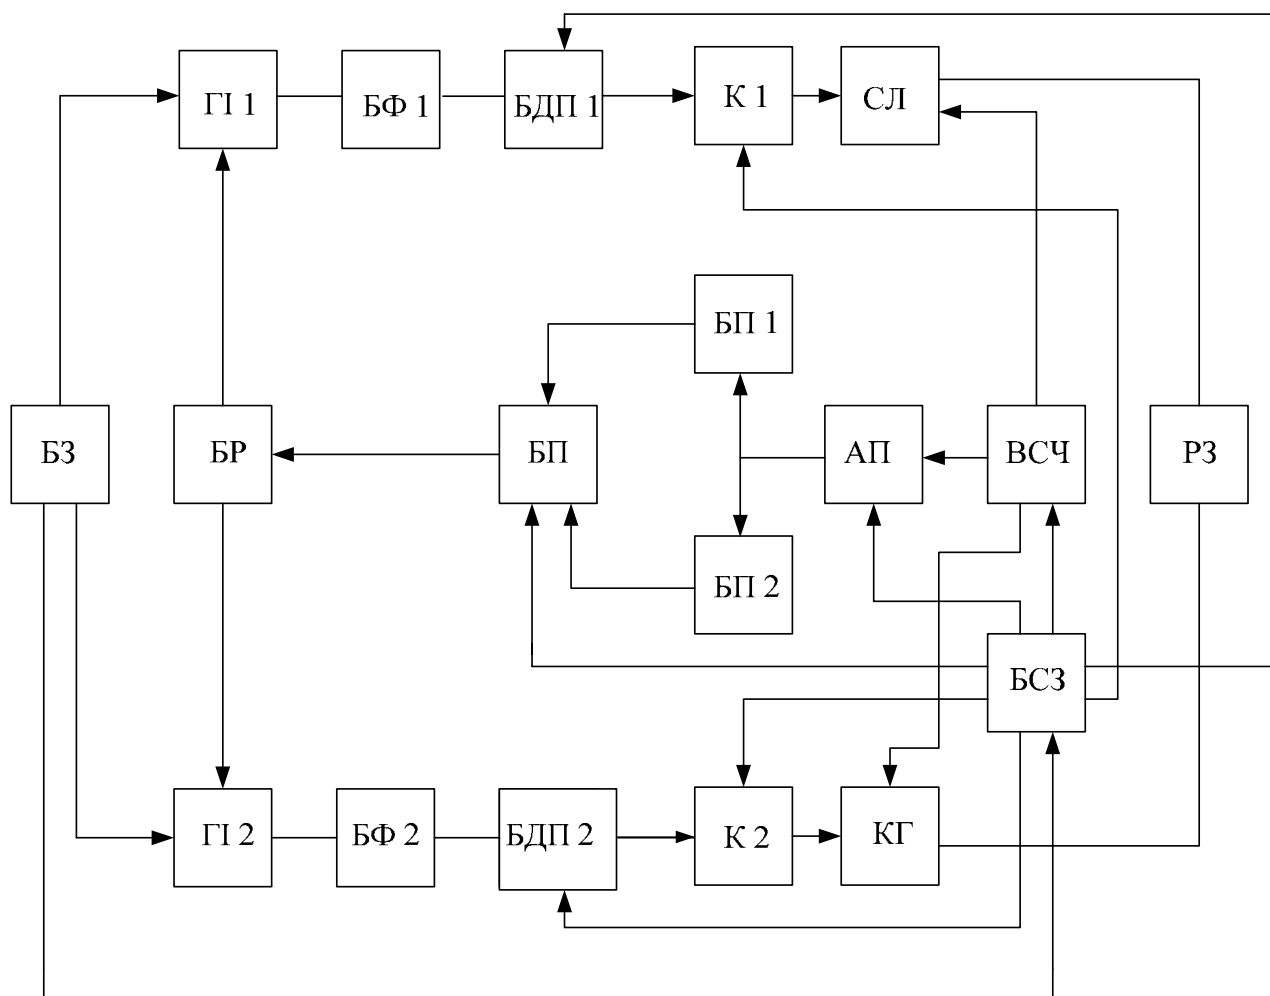 ГІ 1
БФ 1
БДП 1
К 1
СЛ
БП 1
БЗ
БР
БП
АП
ВСЧ
РЗ
БП 2
БСЗ
ГІ 2
БФ 2
БДП 2
К 2
КГ